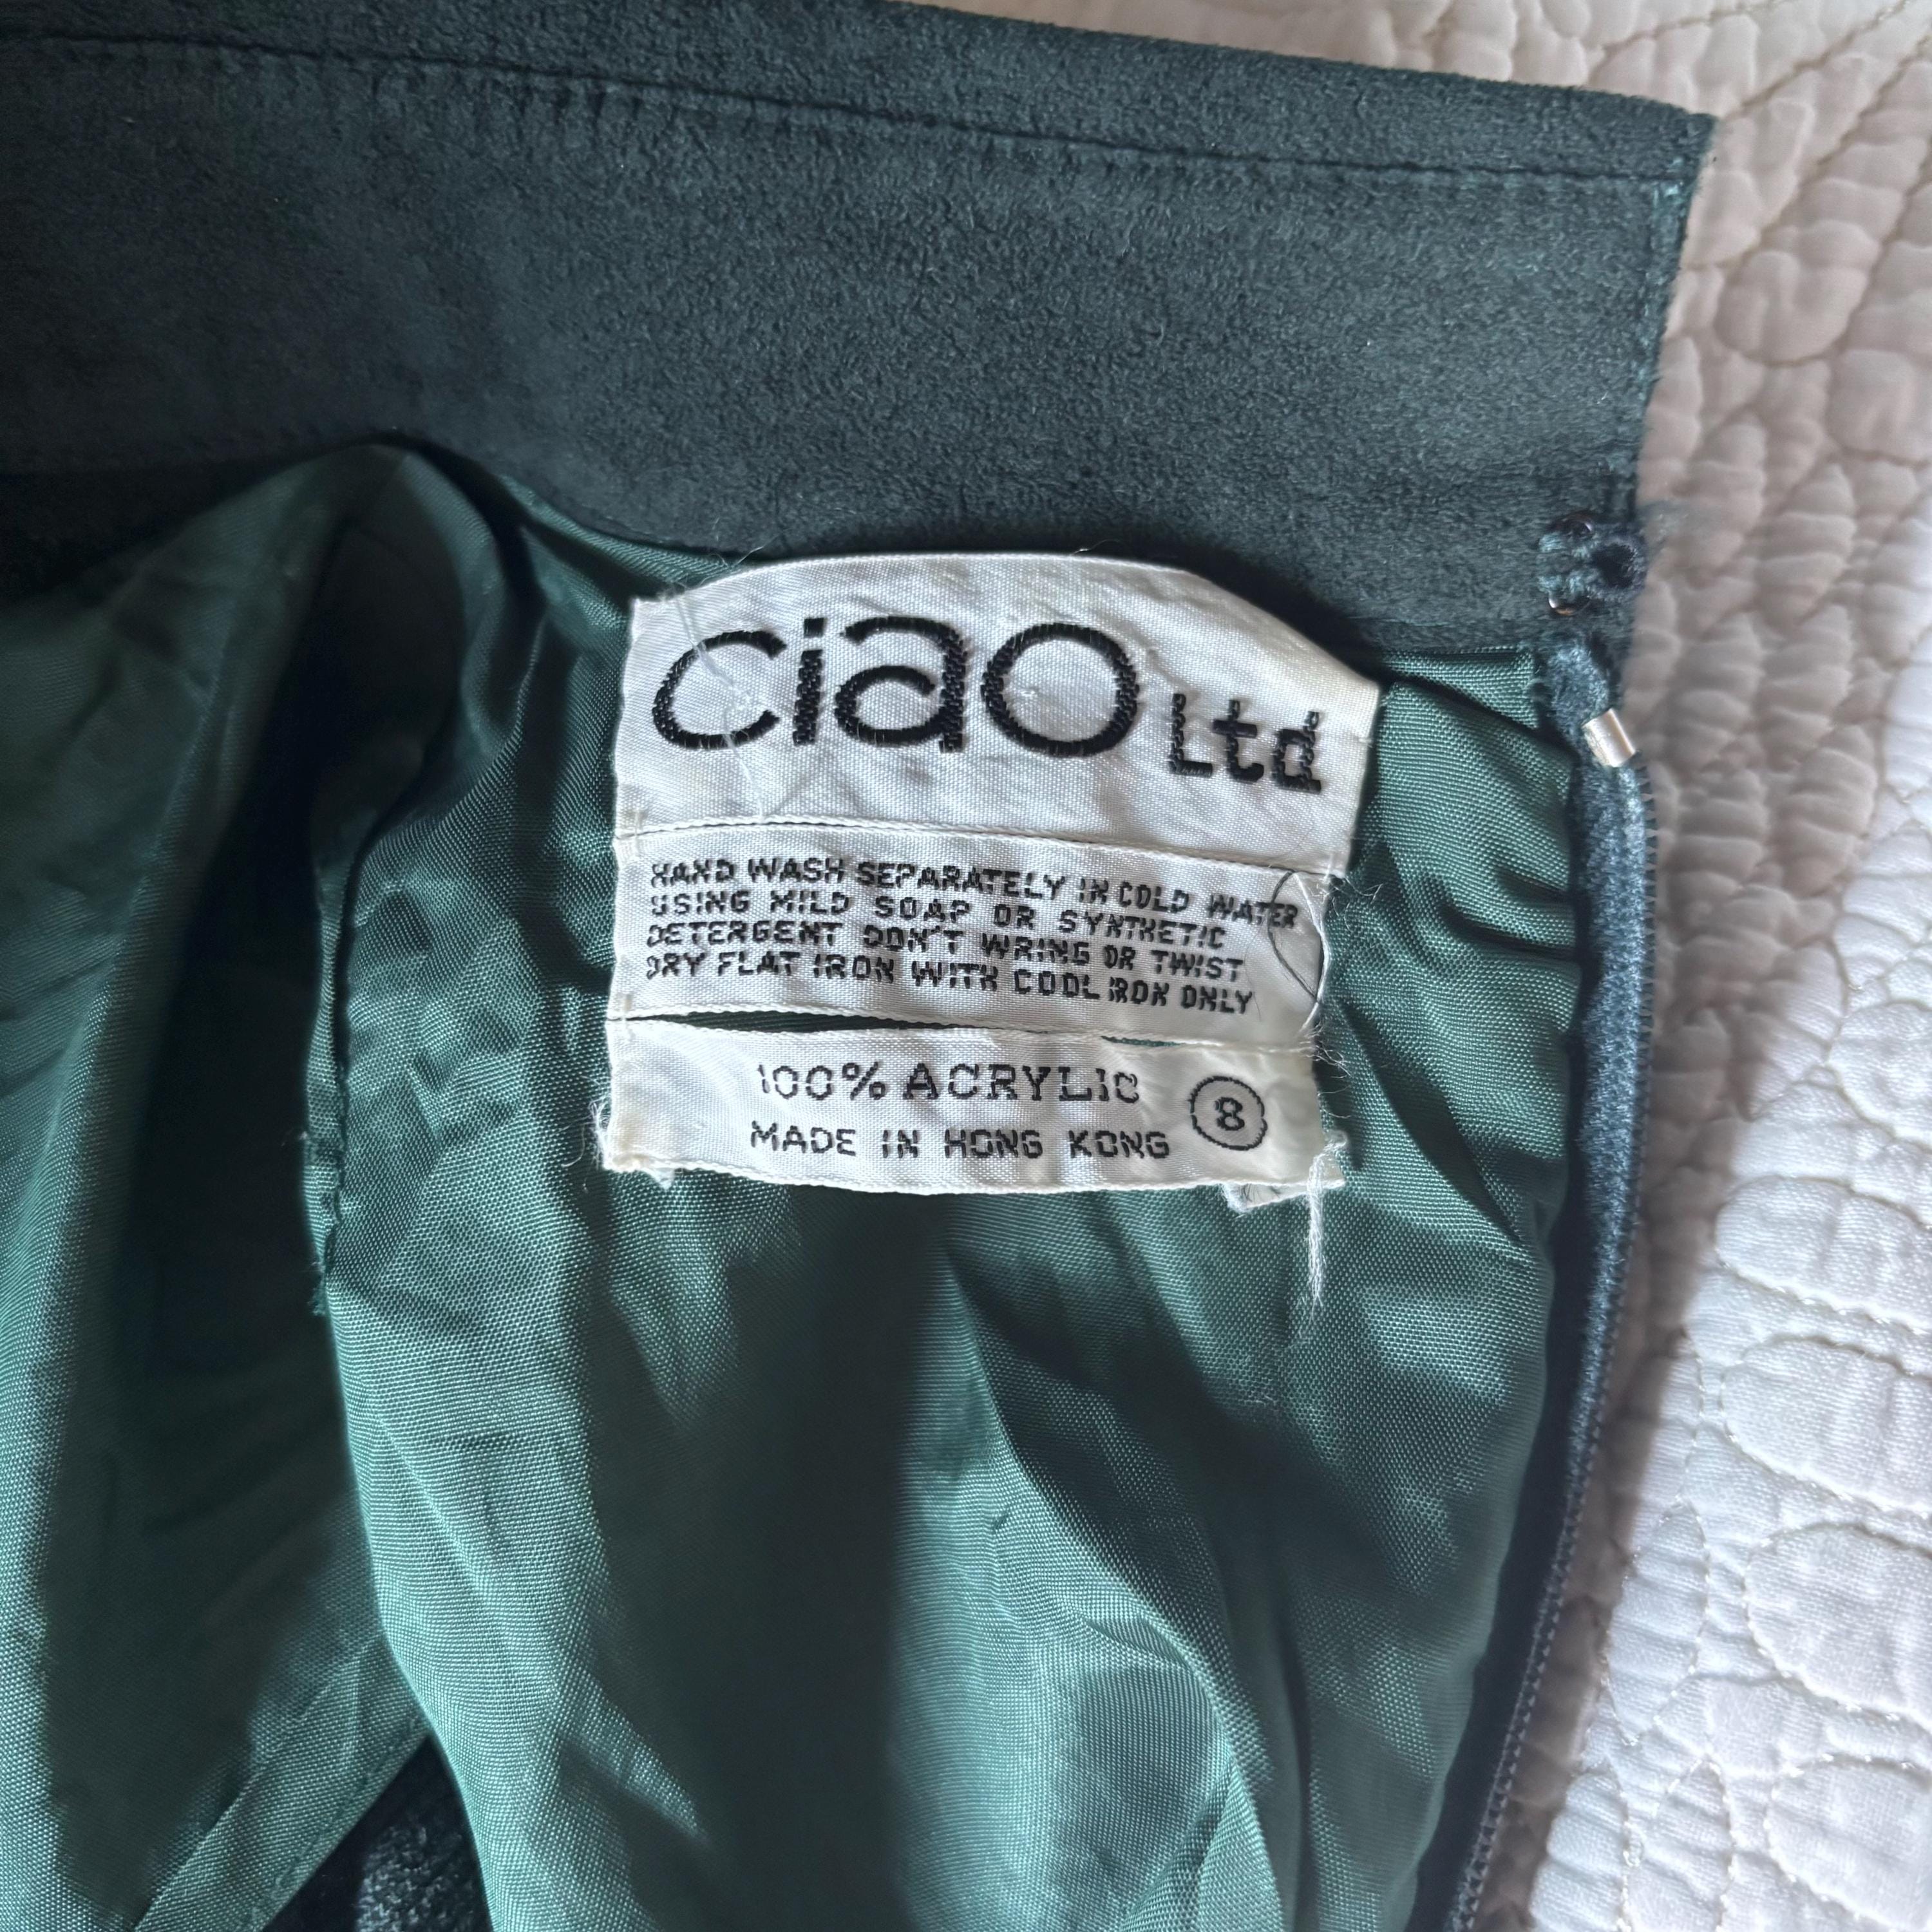 ciao Ltd
HAND WASH SEPARATELY IN COLD WATER
USING MILD SOAP OR SYNTHETIC
DETERGENT DON'T WRING OR TWIST
DRY FLAT IRON WITH COOL IRON ONLY
100% ACRYLIC
8
MADE IN HONG KONG